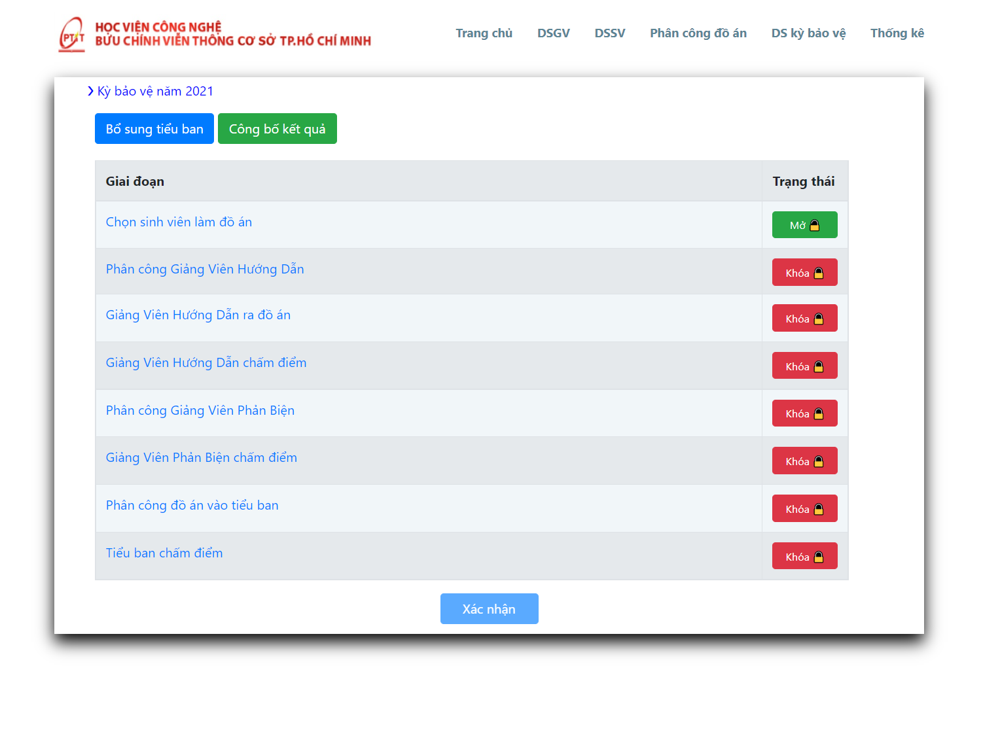 PTIT
HỌC VIỆN CÔNG NGHỆ
BƯU CHÍNH VIỄN THÔNG CƠ SỞ TP.HỒ CHÍ MINH
Trang chủ DSGV DSSV Phân công đồ án DS kỳ bảo vệ Thống kê
Kỳ bảo vệ năm 2021
Bổ sung tiểu ban Công bố kết quả
Giai đoạn Trạng thái
Chọn sinh viên làm đồ án Mở
Phân công Giảng Viên Hướng Dẫn Khóa
Giảng Viên Hướng Dẫn ra đồ án Khóa
Giảng Viên Hướng Dẫn chấm điểm Khóa
Phân công Giảng Viên Phản Biện Khóa
Giảng Viên Phản Biện chấm điểm Khóa
Phân công đồ án vào tiểu ban Khóa
Tiểu ban chấm điểm Khóa
Xác nhận